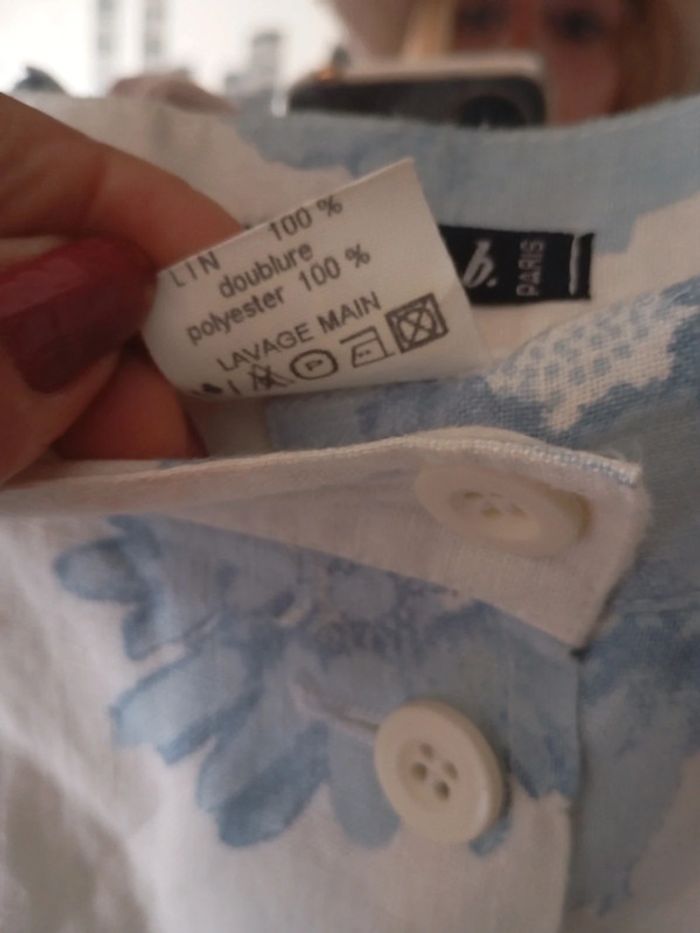 LIN 100 %
doublure
polyester 100 %
LAVAGE MAIN
P
b.
PARIS